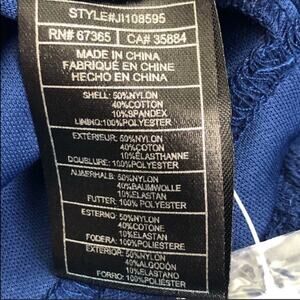 STYLE#JI108595
RN# 67365 CA# 35884
MADE IN CHINA
FABRIQUÉ EN CHINE
HECHO EN CHINA
SHELL: 50%NYLON
40%COTTON
10%SPANDEX
LINING:100%POLYESTER
EXTÉRIEUR: 50%NYLON
40%COTON
10%ÉLASTHANNE
DOUBLURE: 100%POLYESTER
AUßERHALB: 50%NYLON
40%BAUMWOLLE
10%ELASTAN
FUTTER: 100% POLYESTER
ESTERNO: 50%NYLON
40%COTONE
10%ELASTAN
FODERA: 100%POLIESTERE
EXTERIOR: 50%NYLON
40%ALGODÓN
10%ELASTANO
FORRO: 100%POLIESTER